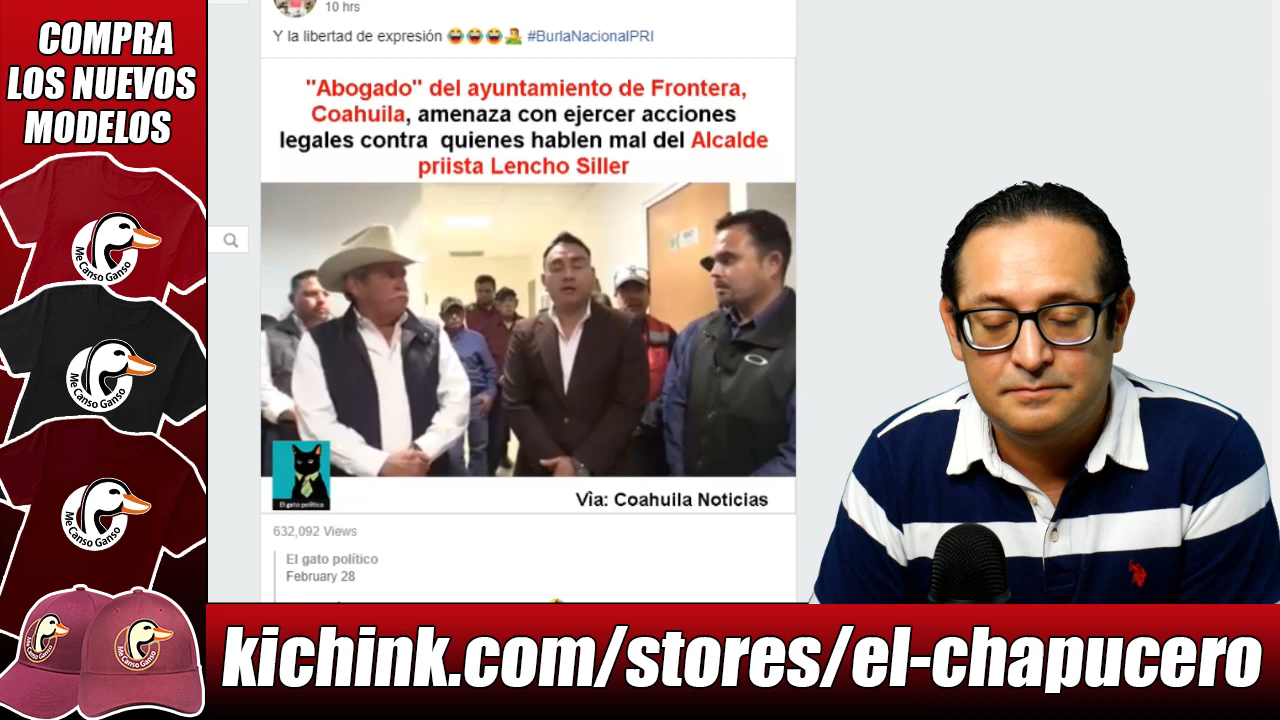 COMPRA
LOS NUEVOS
MODELOS
10 hrs
Y la libertad de expresión 😂😂😂🤦 #BurlaNacionalPRI
"Abogado" del ayuntamiento de Frontera,
Coahuila, amenaza con ejercer acciones
legales contra quienes hablen mal del Alcalde
priista Lencho Siller
El gato político
Vìa: Coahuila Noticias
632,092 Views
El gato político
February 28
Me Canso Ganso
Me Canso Ganso
Me Canso Ganso
Me Canso Ganso
Me Canso Ganso
kichink.com/stores/el-chapucero